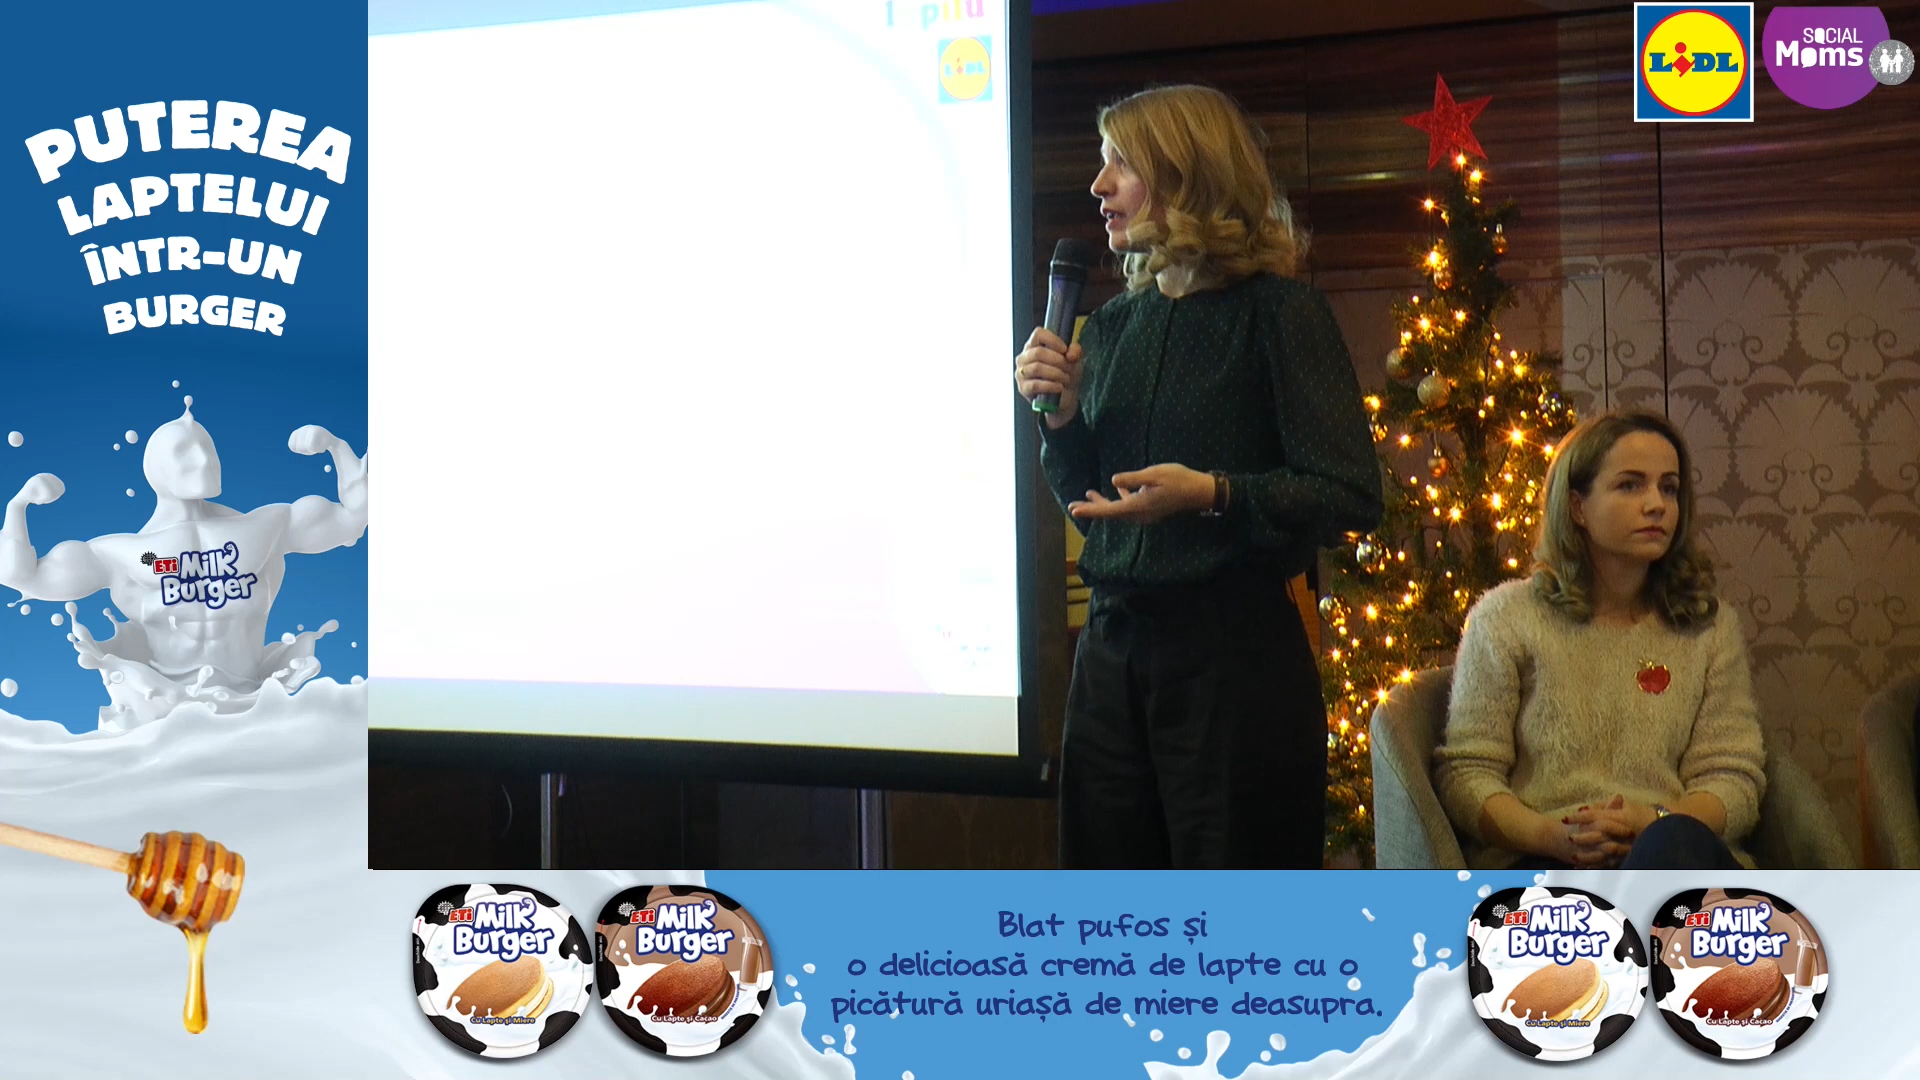 PUTEREA
LAPTELUI
ÎNTR-UN
BURGER
ETi Milk
Burger
lupilu
LIDL
LIDL
SOCIAL
Moms
ETi Milk
Burger
Cu Lapte și Miere
ETi Milk
Burger
Cu Lapte și Cacao
Blat pufos și
o delicioasă cremă de lapte cu o
picătură uriașă de miere deasupra.
ETi Milk
Burger
Cu Lapte și Miere
ETi Milk
Burger
Cu Lapte și Cacao